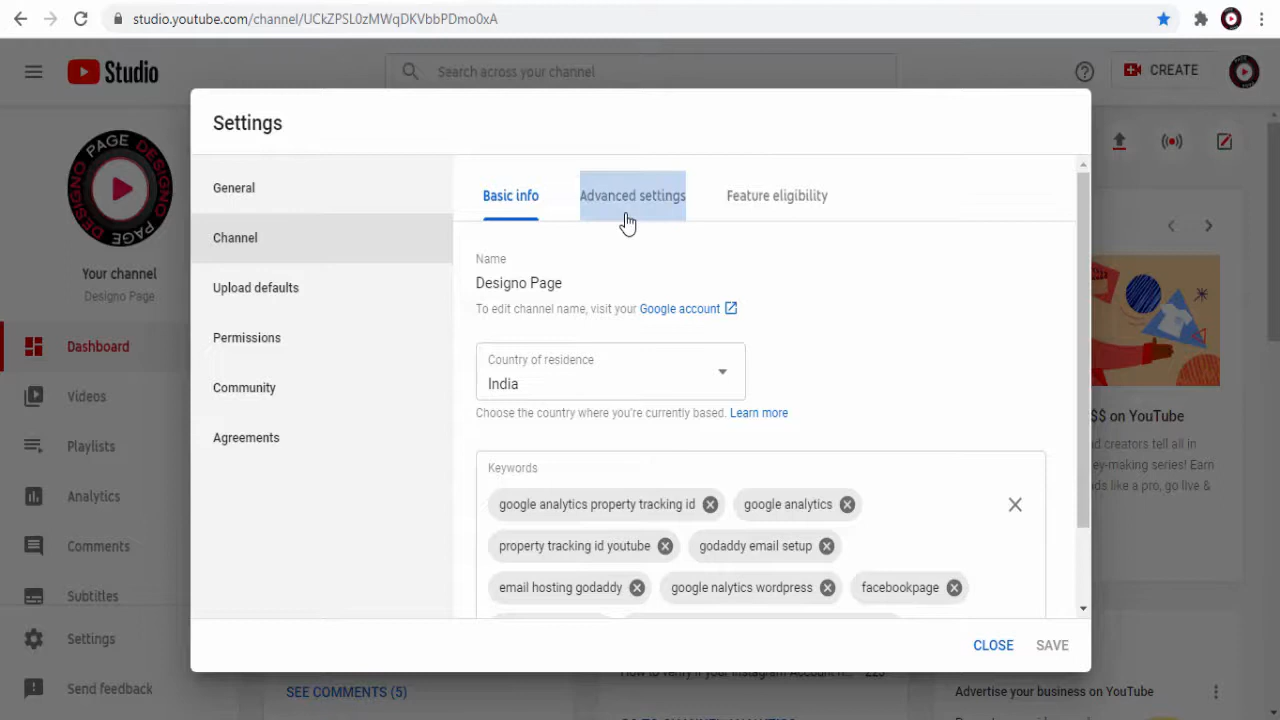 studio.youtube.com/channel/UCkZPSL0zMWqDKVbbPDmo0xA
Studio
Search across your channel
CREATE
Settings
PAGE DESIGNO PAGE DESIGNO
Your channel
Designo Page
Dashboard
Videos
Playlists
Analytics
Comments
Subtitles
Settings
Send feedback
General
Channel
Upload defaults
Permissions
Community
Agreements
Basic info
Advanced settings
Feature eligibility
Name
Designo Page
To edit channel name, visit your Google account
Country of residence
India
Choose the country where you're currently based. Learn more
Keywords
google analytics property tracking id
google analytics
property tracking id youtube
godaddy email setup
email hosting godaddy
google nalytics wordpress
facebookpage
CLOSE
SAVE
$$ on YouTube
d creators tell all in
ey-making series! Earn
ds like a pro, go live &
SEE COMMENTS (5)
Advertise your business on YouTube